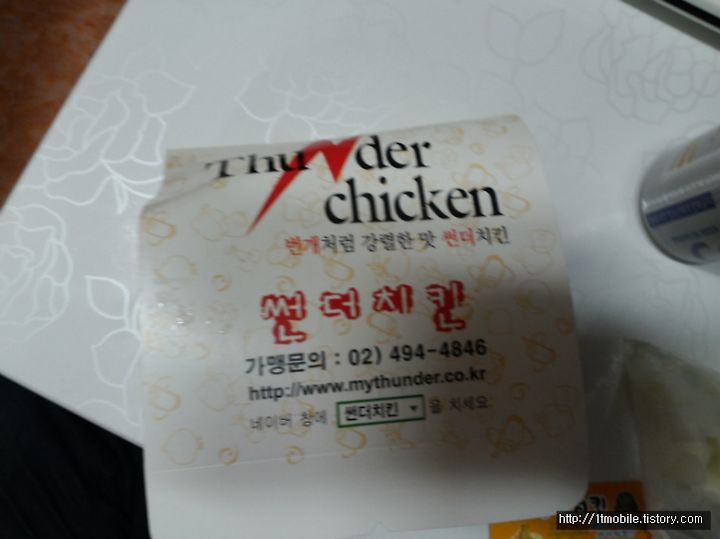 Thunder
chicken
번개처럼 강렬한 맛 썬더치킨
썬더치킨
가맹문의 : 02) 494-4846
http://www.mythunder.co.kr
네이버 창에 썬더치킨 을 치세요.
http://1tmobile.tistory.com